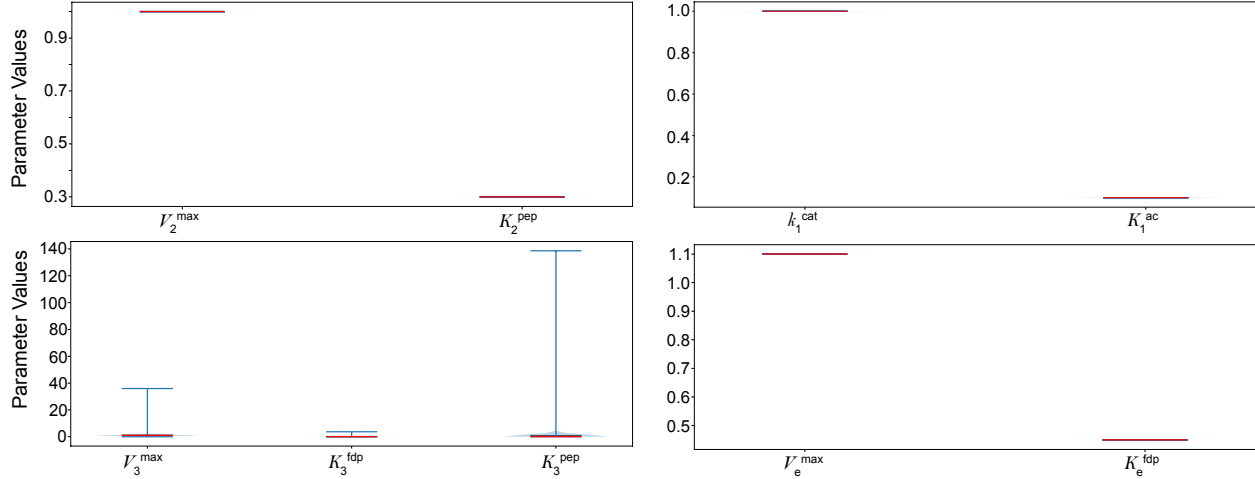 Parameter Values
0.9
0.7
0.5
0.3
V₂ᵐᵃˣ
K₂ᵖᵉᵖ
1.0
0.8
0.6
0.4
0.2
k₁ᶜᵃᵗ
K₁ᵃᶜ
Parameter Values
140
120
100
80
60
40
20
0
V₃ᵐᵃˣ
K₃ᶠᵈᵖ
K₃ᵖᵉᵖ
1.1
1.0
0.9
0.8
0.7
0.6
0.5
Vₑᵐᵃˣ
Kₑᶠᵈᵖ